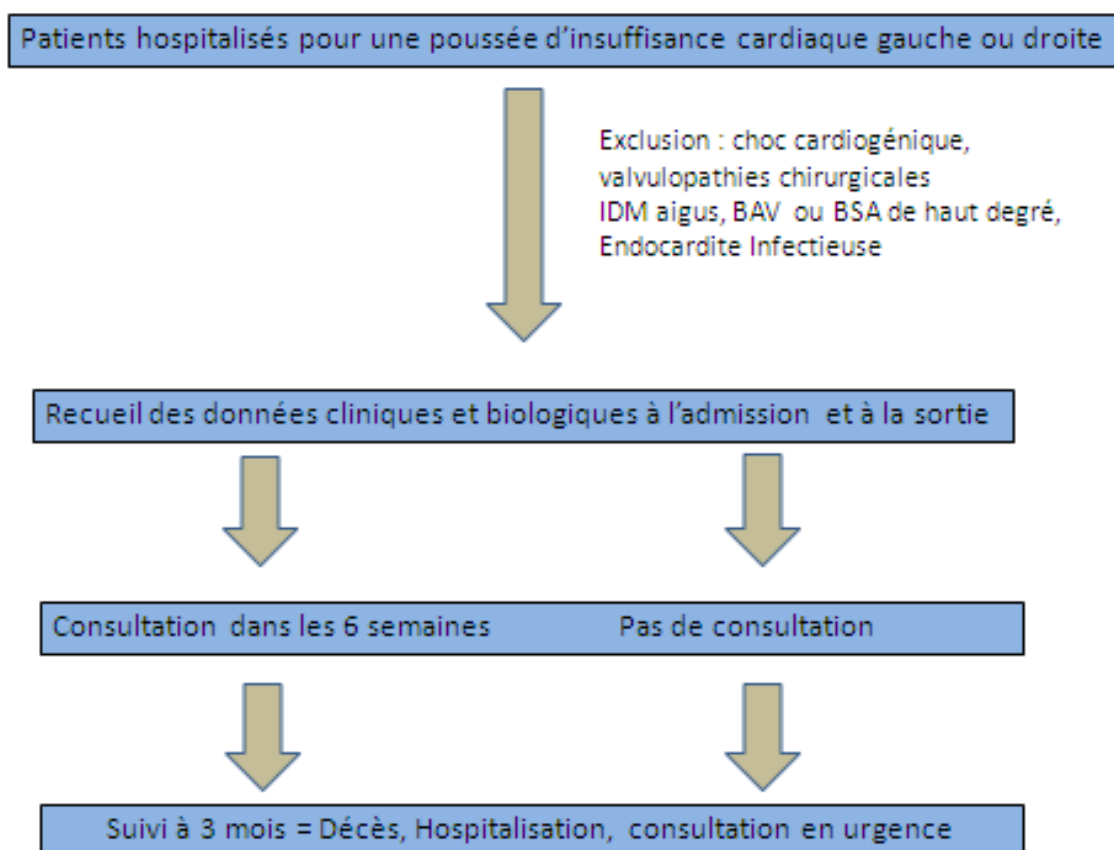 Patients hospitalisés pour une poussée d'insuffisance cardiaque gauche ou droite
Exclusion : choc cardiogénique,
valvulopathies chirurgicales
IDM aigus, BAV ou BSA de haut degré,
Endocardite Infectieuse
Recueil des données cliniques et biologiques à l'admission et à la sortie
Consultation dans les 6 semaines Pas de consultation
Suivi à 3 mois = Décès, Hospitalisation, consultation en urgence